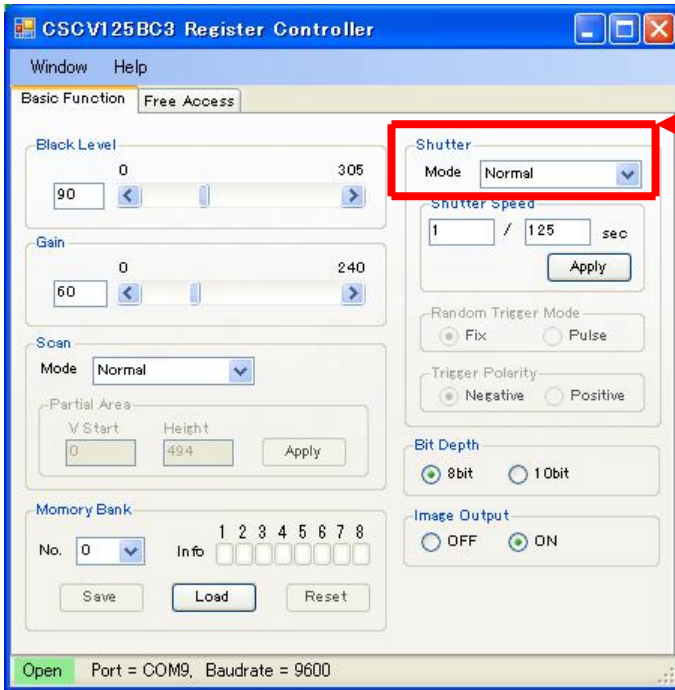 CSCV125BC3 Register Controller
Window Help
Basic Function Free Access
Black Level
0 305
90
Gain
0 240
60
Scan
Mode Normal
Partial Area
V Start Height
0 494 Apply
Momory Bank
1 2 3 4 5 6 7 8
No. 0 Info
Save Load Reset
Shutter
Mode Normal
Shutter Speed
1 / 125 sec
Apply
Random Trigger Mode
Fix Pulse
Trigger Polarity
Negative Positive
Bit Depth
8bit 10bit
Image Output
OFF ON
Open Port = COM9, Baudrate = 9600